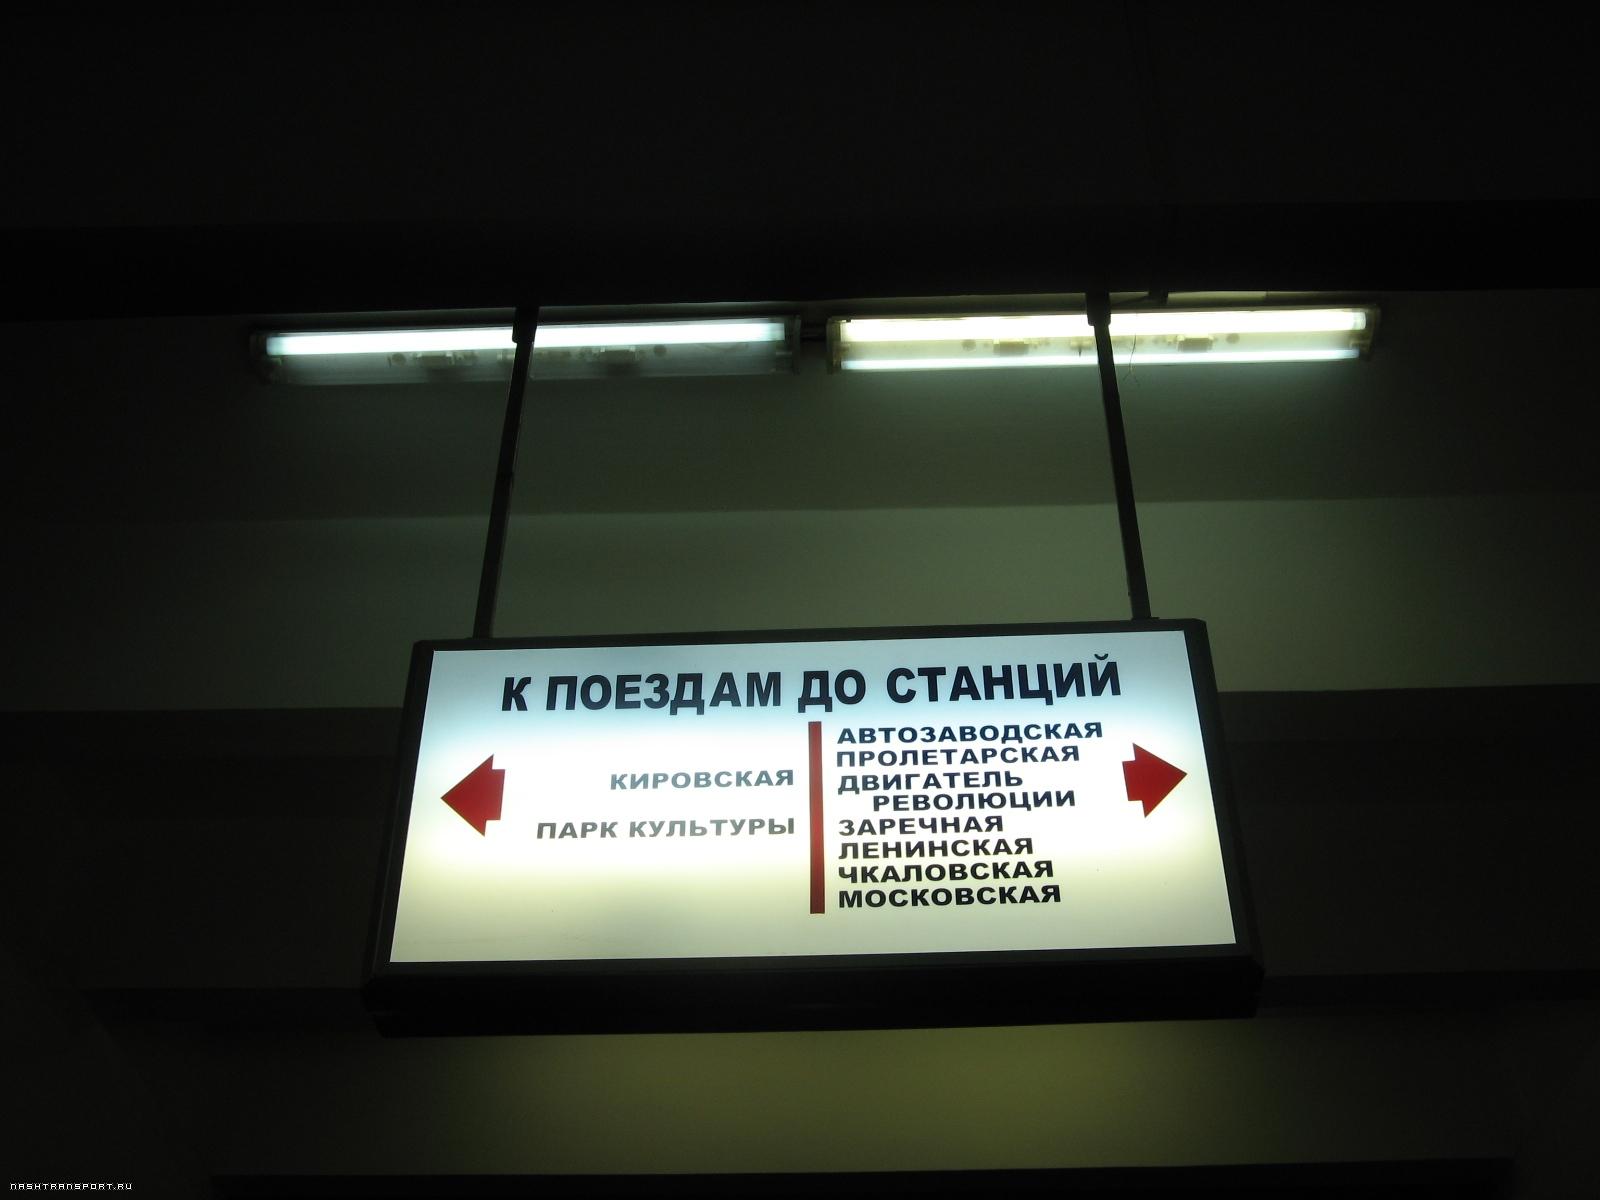 К ПОЕЗДАМ ДО СТАНЦИЙ
КИРОВСКАЯ
ПАРК КУЛЬТУРЫ
АВТОЗАВОДСКАЯ
ПРОЛЕТАРСКАЯ
ДВИГАТЕЛЬ
РЕВОЛЮЦИИ
ЗАРЕЧНАЯ
ЛЕНИНСКАЯ
ЧКАЛОВСКАЯ
МОСКОВСКАЯ
NASHTRANSPORT.RU